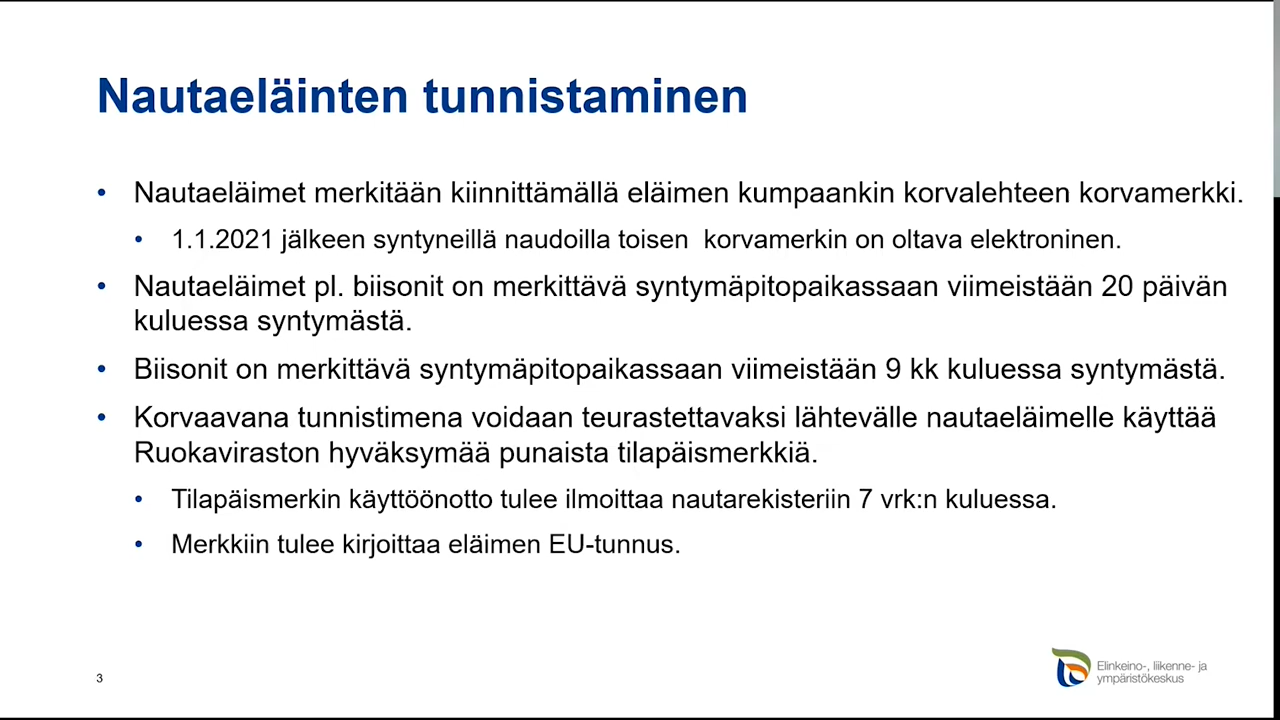 Nautaeläinten tunnistaminen
• Nautaeläimet merkitään kiinnittämällä eläimen kumpaankin korvalehteen korvamerkki.
• 1.1.2021 jälkeen syntyneillä naudoilla toisen korvamerkin on oltava elektroninen.
• Nautaeläimet pl. biisonit on merkittävä syntymäpitopaikassaan viimeistään 20 päivän
kuluessa syntymästä.
• Biisonit on merkittävä syntymäpitopaikassaan viimeistään 9 kk kuluessa syntymästä.
• Korvaavana tunnistimena voidaan teurastettavaksi lähtevälle nautaeläimelle käyttää
Ruokaviraston hyväksymää punaista tilapäismerkkiä.
• Tilapäismerkin käyttöönotto tulee ilmoittaa nautarekisteriin 7 vrk:n kuluessa.
• Merkkiin tulee kirjoittaa eläimen EU-tunnus.
3
Elinkeino-, liikenne- ja
ympäristökeskus